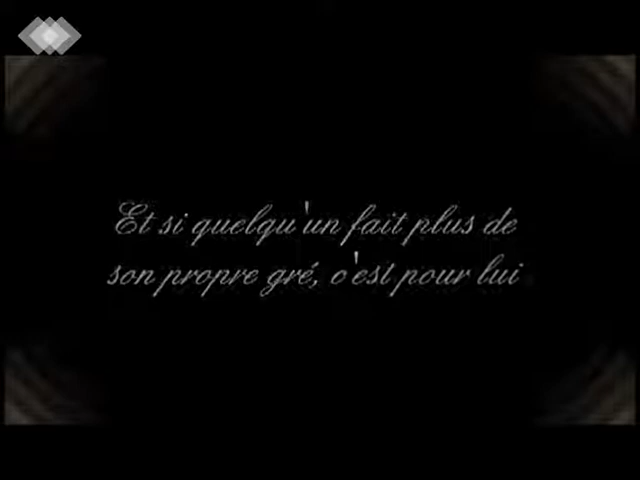 Et si quelqu'un fait plus de
son propre gré, c'est pour lui